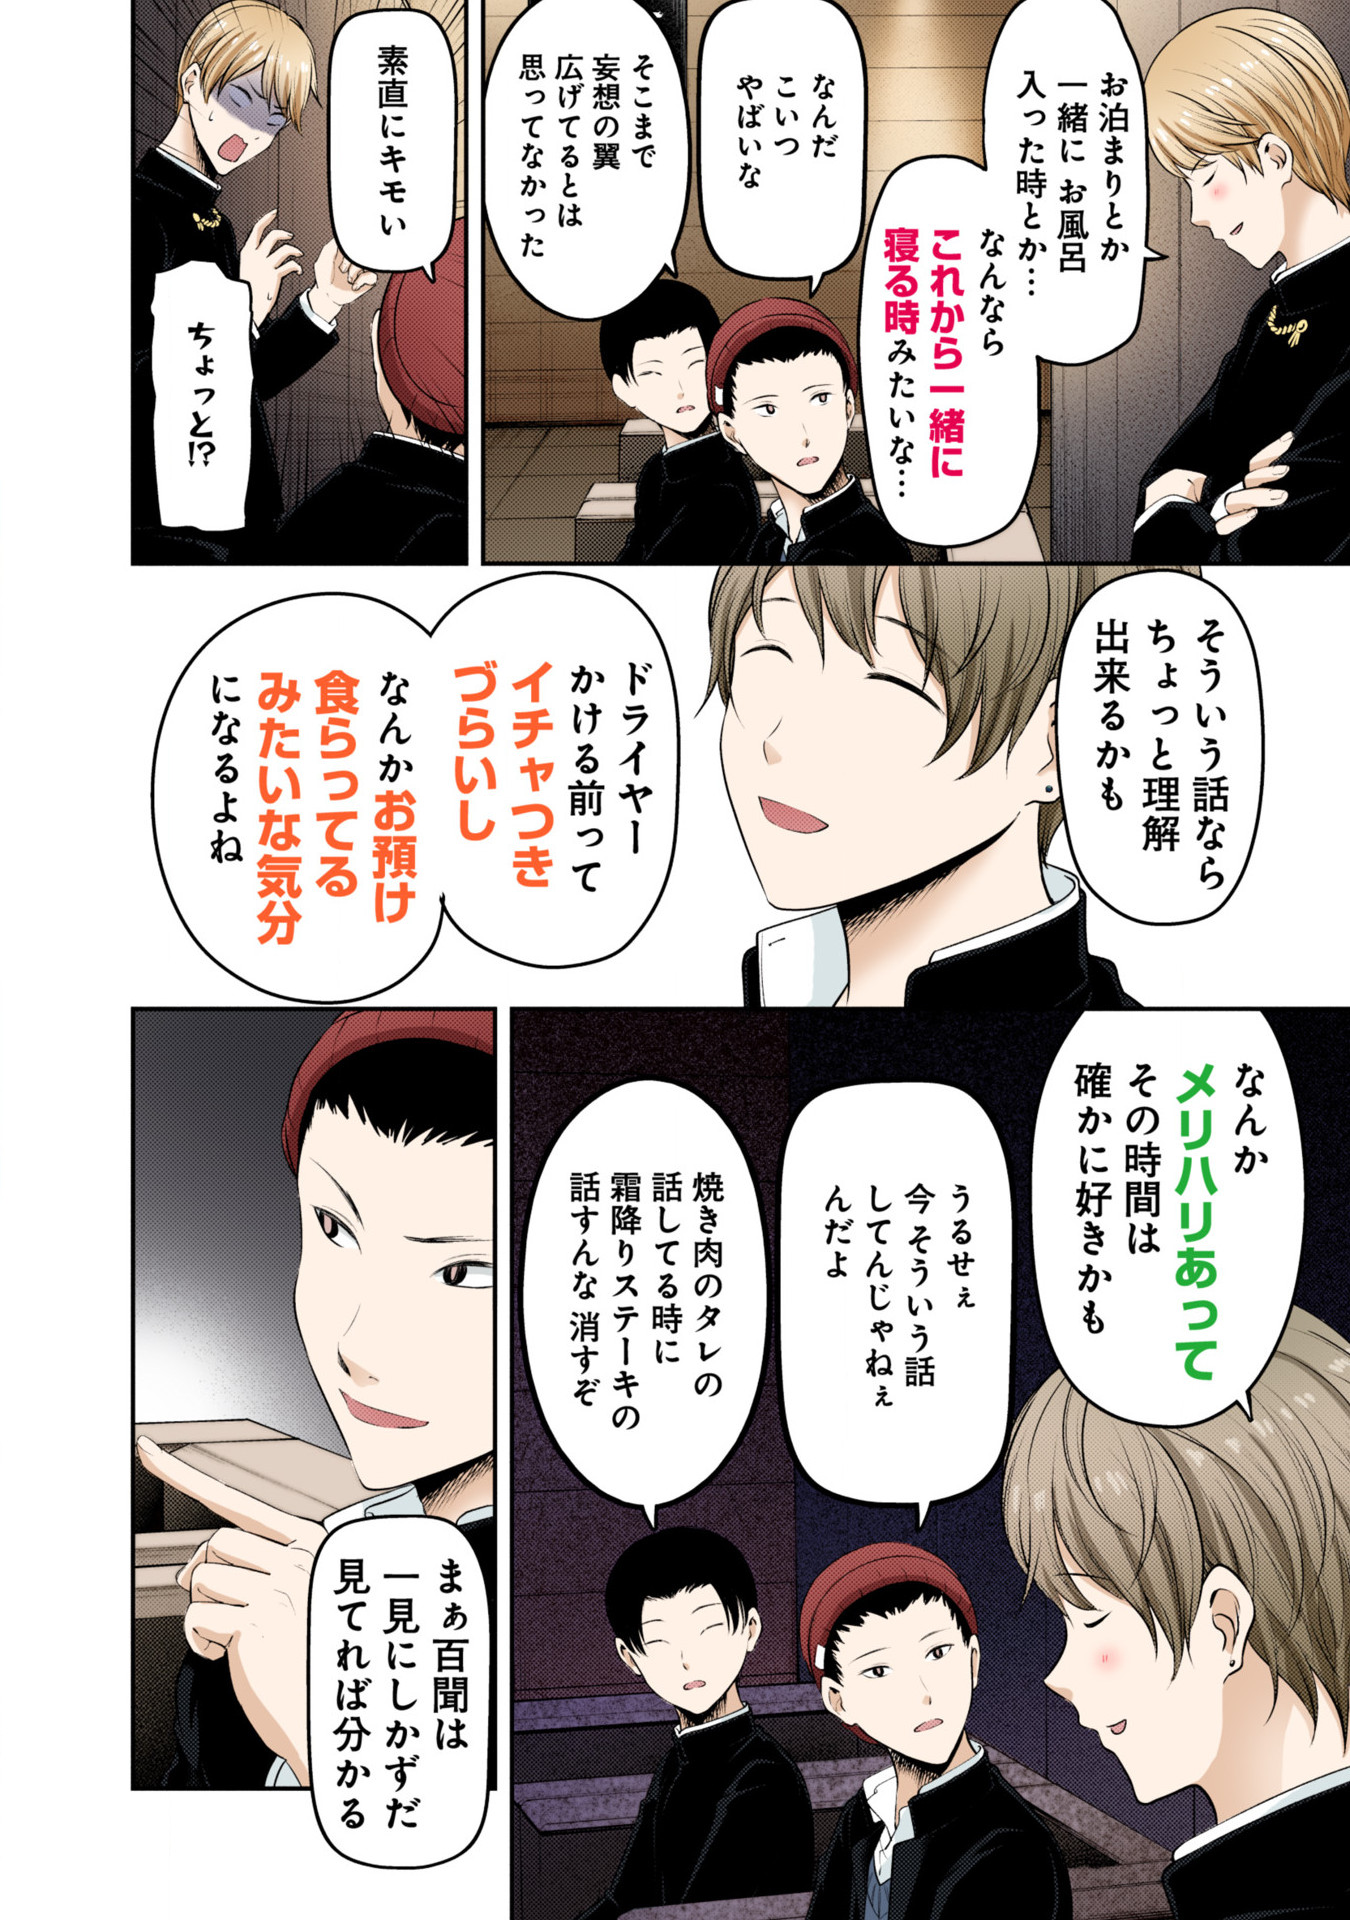 お泊まりとか
一緒に お風呂
入った時とか…
なんなら
これから一緒に
寝る時みたいな…
なんだ
こいつ
やばいな
そこまで
妄想の翼
広げてるとは
思ってなかった
素直にキモい
ちょっと!?
そういう話なら
ちょっと理解
出来るかも
ドライヤー
かける前って
イチャつき
づらいし
なんかお預け
食らってる
みたいな気分
になるよね
なんか
メリハリあって
その時間は
確かに好きかも
うるせぇ
今 そういう話
してんじゃねぇ
んだよ
焼き肉のタレの
話してる時に
霜降りステーキの
話すんな 消すぞ
まぁ百聞は
一見にしかずだ
見てれば分かる